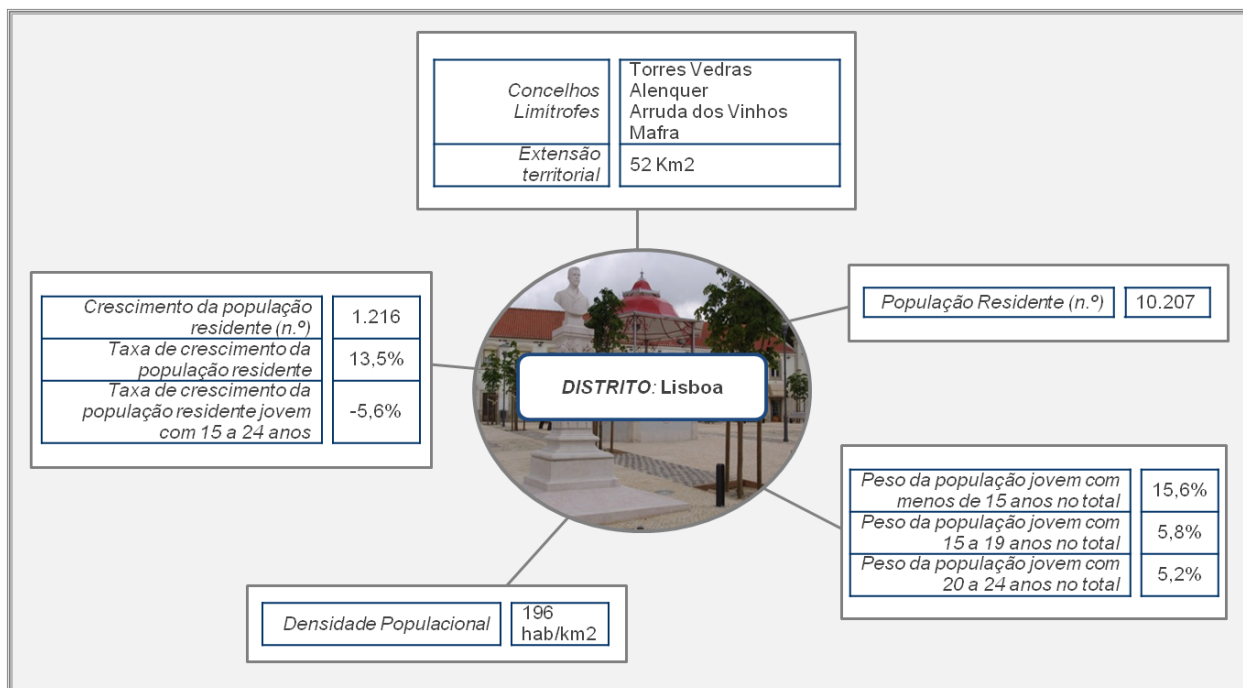 Concelhos
Limítrofes
Torres Vedras
Alenquer
Arruda dos Vinhos
Mafra
Extensão
territorial
52 Km2
Crescimento da população
residente (n.º)
1.216
Taxa de crescimento da
população residente
13,5%
Taxa de crescimento da
população residente jovem
com 15 a 24 anos
-5,6%
DISTRITO: Lisboa
População Residente (n.º)
10.207
Peso da população jovem com
menos de 15 anos no total
15,6%
Peso da população jovem com
15 a 19 anos no total
5,8%
Peso da população jovem com
20 a 24 anos no total
5,2%
Densidade Populacional
196
hab/km2